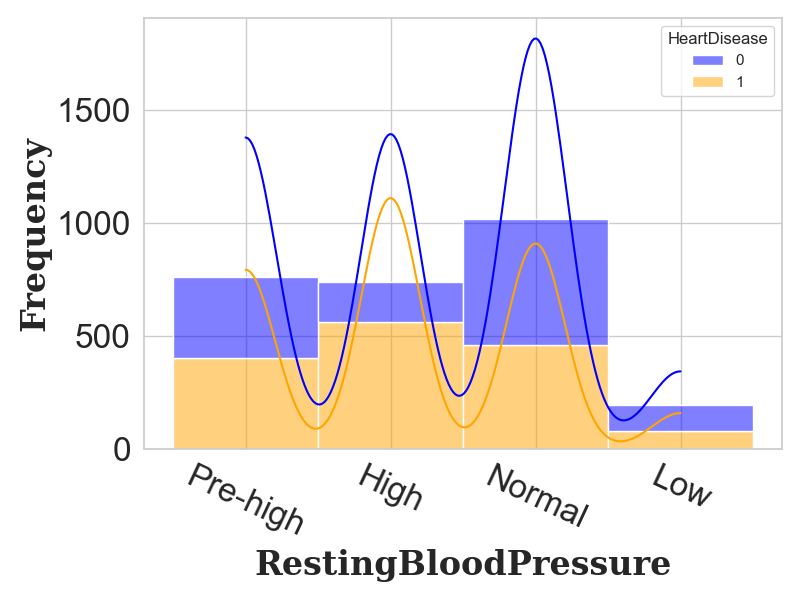 HeartDisease
0
1
Frequency
1500
1000
500
0
Pre-high
High
Normal
Low
RestingBloodPressure